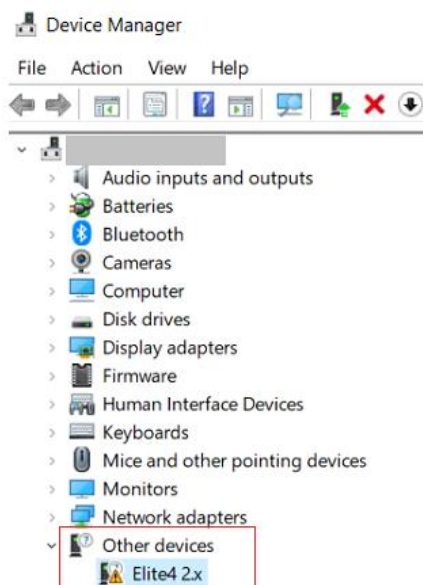 Device Manager
File Action View Help
Audio inputs and outputs
Batteries
Bluetooth
Cameras
Computer
Disk drives
Display adapters
Firmware
Human Interface Devices
Keyboards
Mice and other pointing devices
Monitors
Network adapters
Other devices
Elite4 2.x